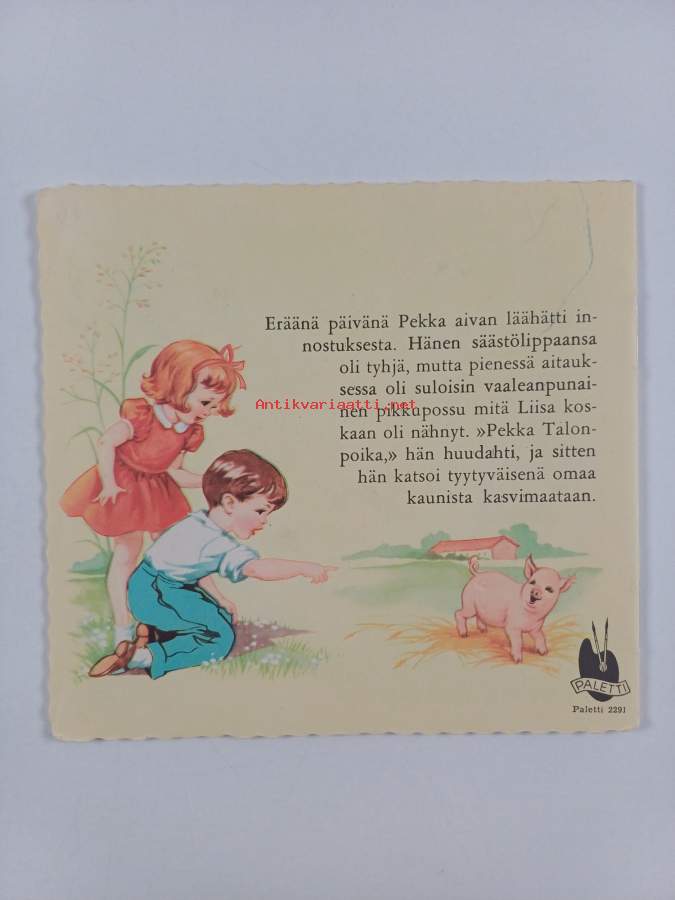 Eräänä päivänä Pekka aivan läähätti in-
nostuksesta. Hänen säästölippaansa
oli tyhjä, mutta pienessä aitauk-
sessa oli suloisin vaaleanpunai-
Antikvariaatti.net
nen pikkupossu mitä Liisa kos-
kaan oli nähnyt. »Pekka Talon-
poika,» hän huudahti, ja sitten
hän katsoi tyytyväisenä omaa
kaunista kasvimaataan.
PALETTI
Paletti 2291